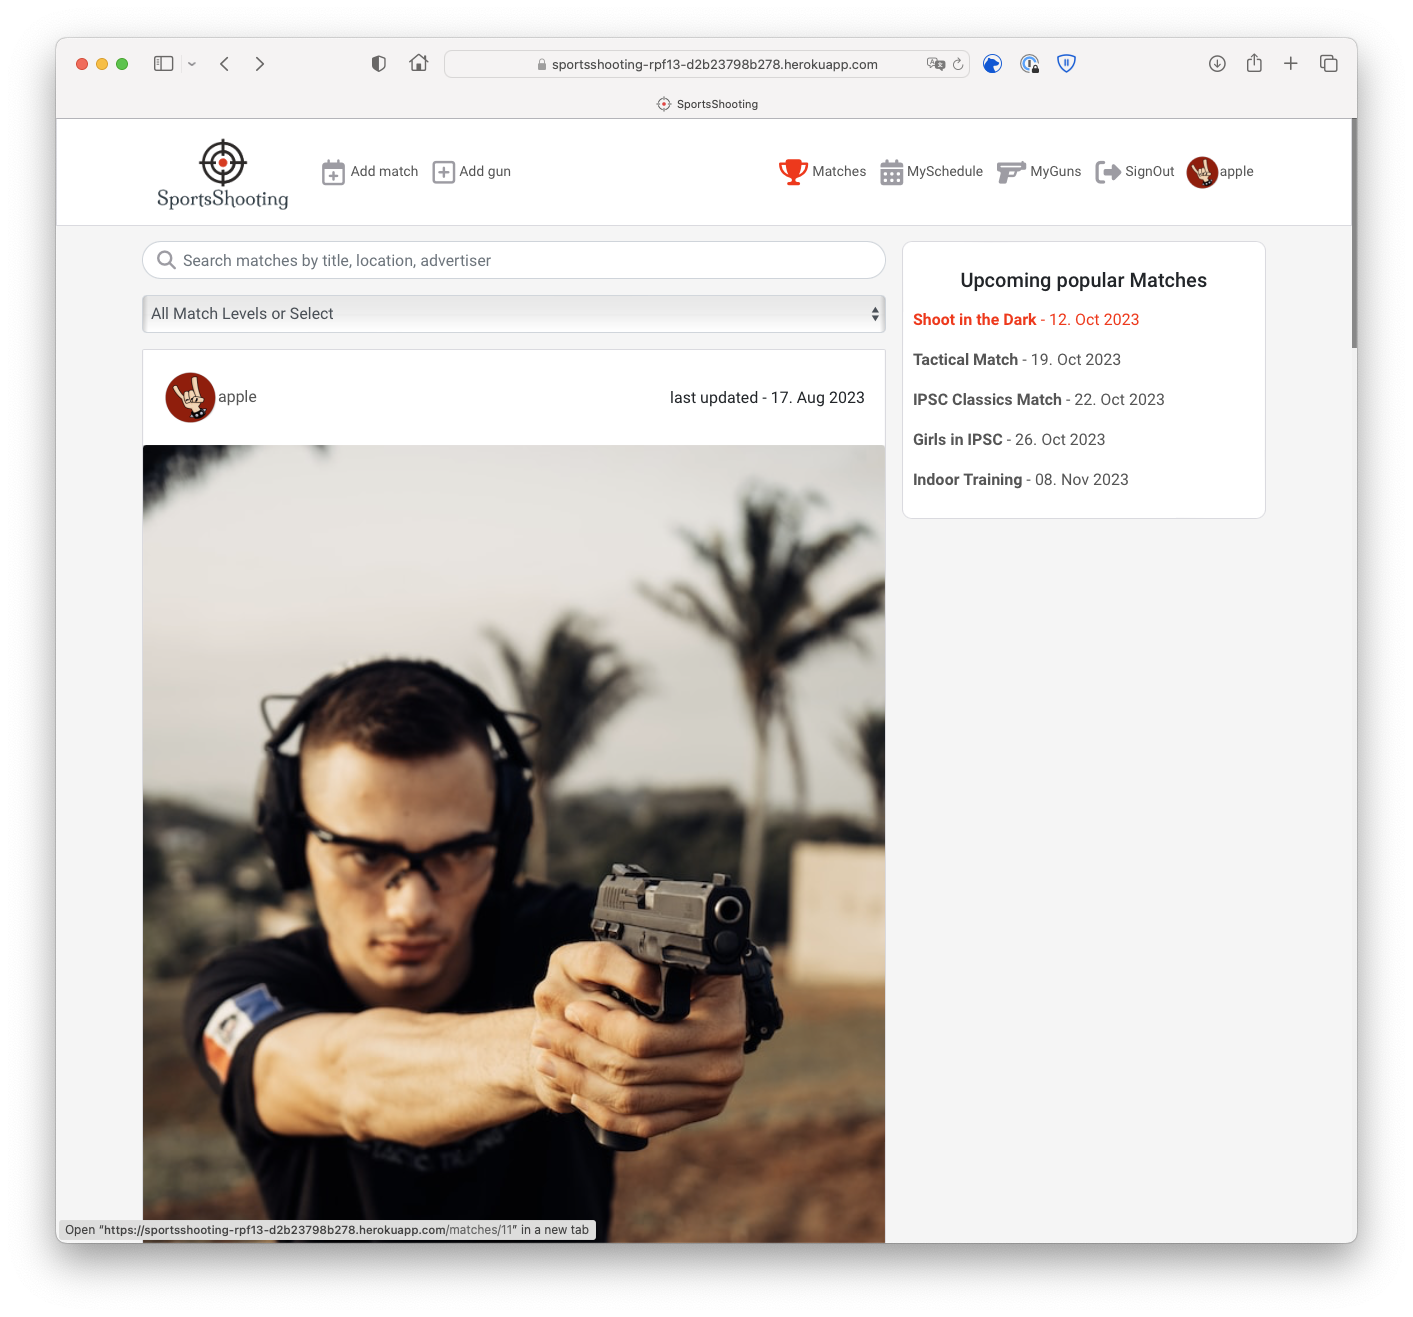 sportsshooting-rpf13-d2b23798b278.herokuapp.com
SportsShooting
SportsShooting
Add match
Add gun
Matches
MySchedule
MyGuns
SignOut
apple
Search matches by title, location, advertiser
All Match Levels or Select
apple
last updated - 17. Aug 2023
Upcoming popular Matches
Shoot in the Dark - 12. Oct 2023
Tactical Match - 19. Oct 2023
IPSC Classics Match - 22. Oct 2023
Girls in IPSC - 26. Oct 2023
Indoor Training - 08. Nov 2023
Open "https://sportsshooting-rpf13-d2b23798b278.herokuapp.com/matches/11" in a new tab